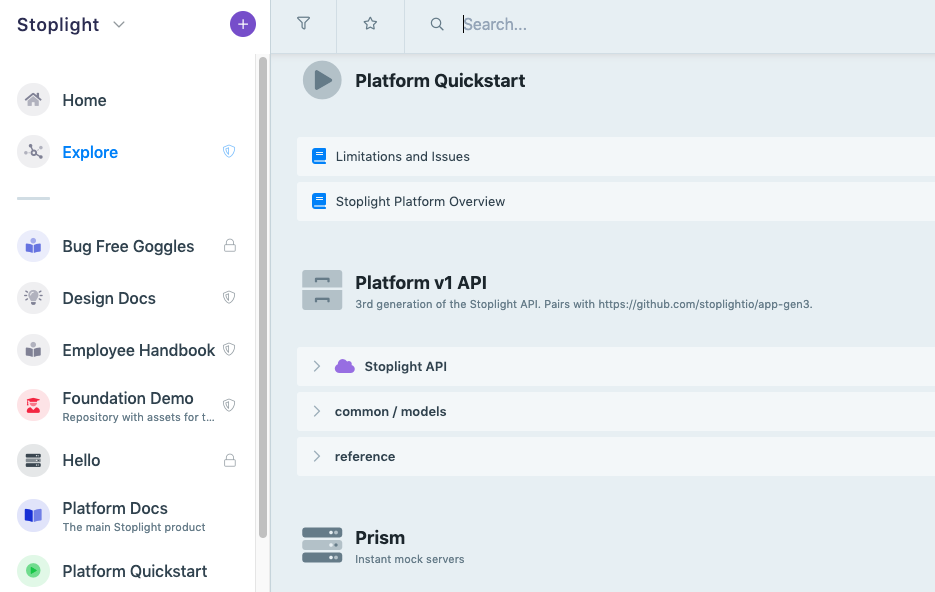 Stoplight
Home
Explore
Bug Free Goggles
Design Docs
Employee Handbook
Foundation Demo
Repository with assets for t...
Hello
Platform Docs
The main Stoplight product
Platform Quickstart
Search...
Platform Quickstart
Limitations and Issues
Stoplight Platform Overview
Platform v1 API
3rd generation of the Stoplight API. Pairs with https://github.com/stoplightio/app-gen3.
Stoplight API
common / models
reference
Prism
Instant mock servers